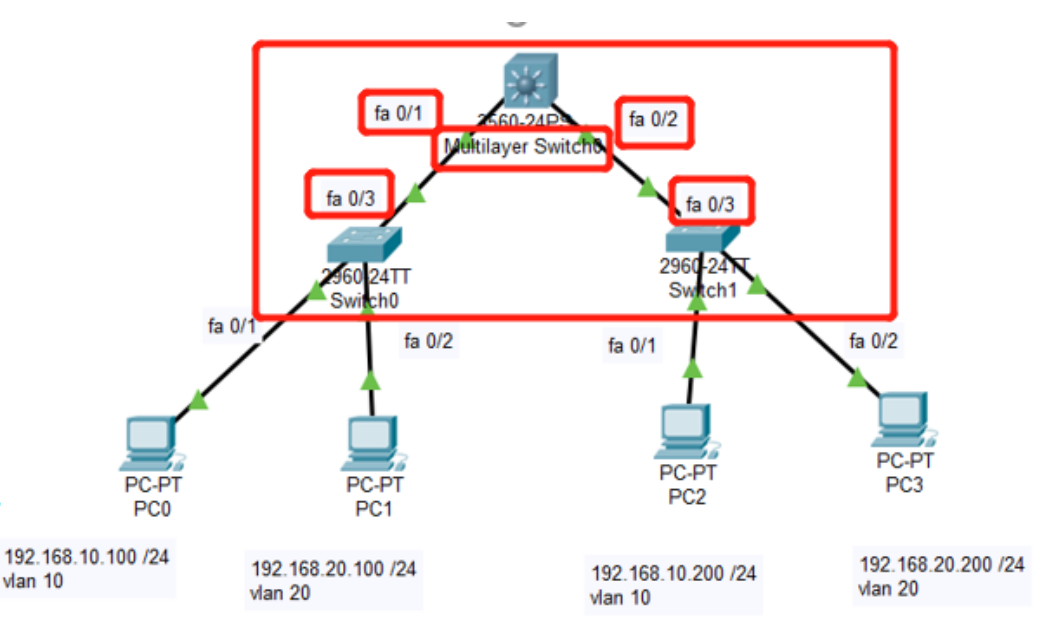 fa 0/1
3560-24PS
fa 0/2
Multilayer Switch0
fa 0/3
fa 0/3
2960-24TT
Switch0
2960-24TT
Switch1
fa 0/1
fa 0/2
fa 0/1
fa 0/2
PC-PT
PC0
PC-PT
PC1
PC-PT
PC2
PC-PT
PC3
192.168.10.100 /24
vlan 10
192.168.20.100 /24
vlan 20
192.168.10.200 /24
vlan 10
192.168.20.200 /24
vlan 20